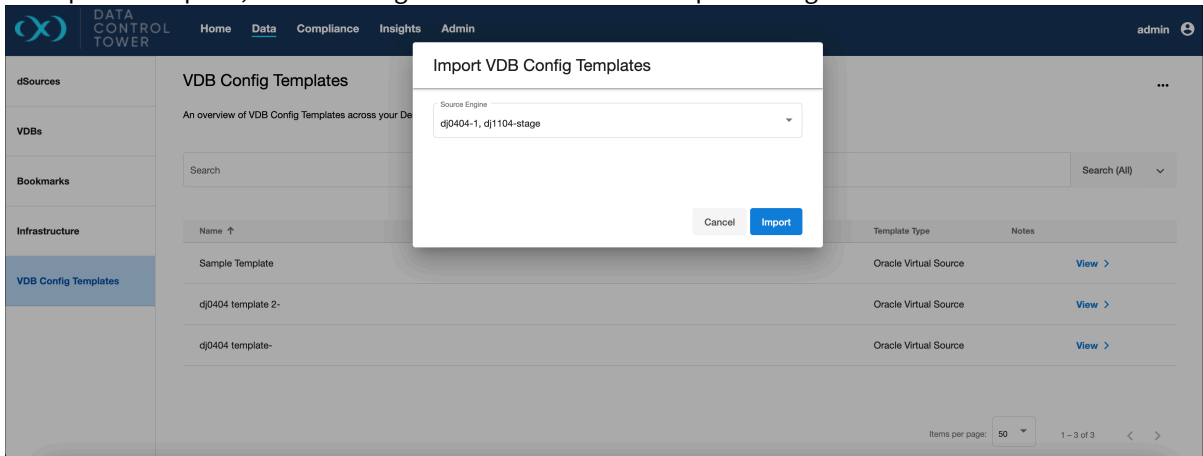 DATA
CONTROL
TOWER
Home Data Compliance Insights Admin
admin
Import VDB Config Templates
Source Engine
dj0404-1, dj1104-stage
Cancel Import
dSources
VDBs
Bookmarks
Infrastructure
VDB Config Templates
VDB Config Templates
An overview of VDB Config Templates across your De
Search
Search (All)
Name ↑ Template Type Notes
Sample Template Oracle Virtual Source View >
dj0404 template 2- Oracle Virtual Source View >
dj0404 template- Oracle Virtual Source View >
Items per page: 50 1 – 3 of 3 < >